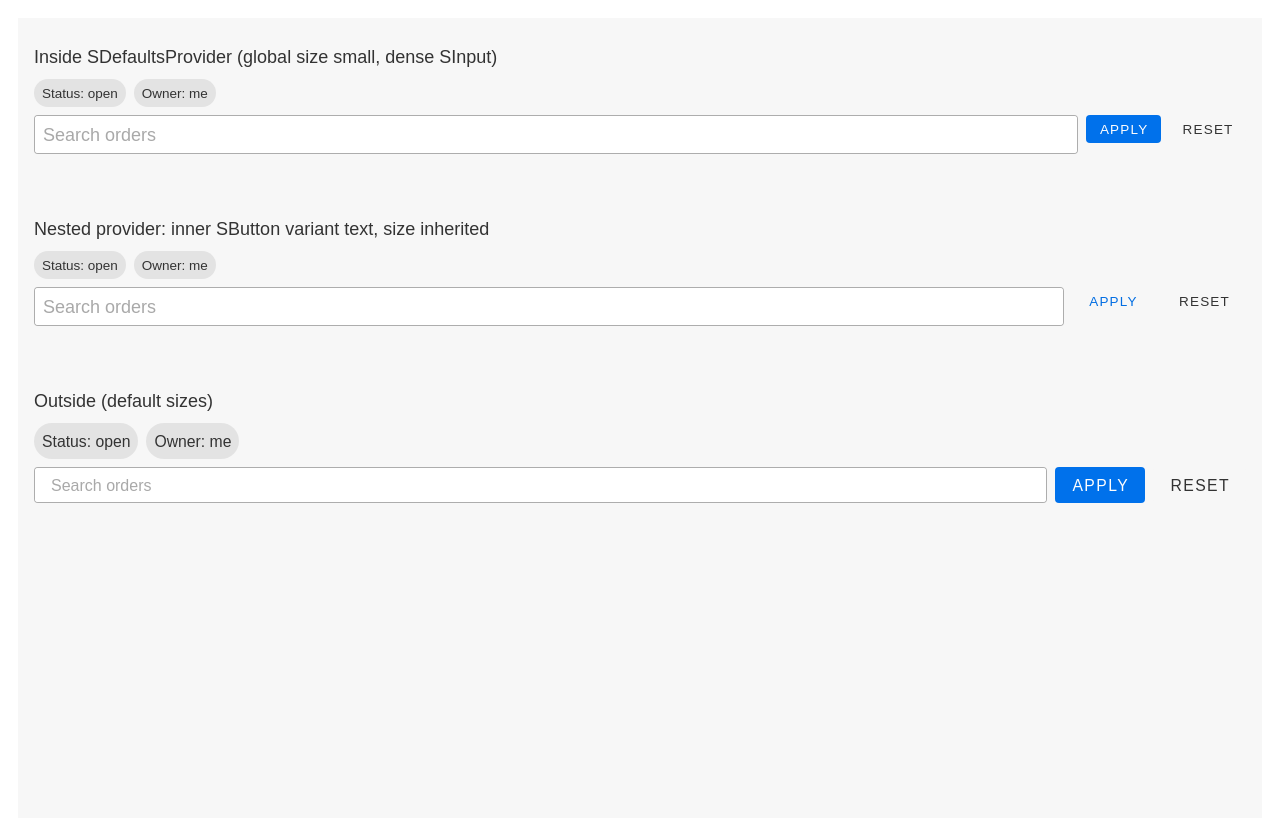 Inside SDefaultsProvider (global size small, dense SInput)
Status: open Owner: me
Search orders APPLY RESET
Nested provider: inner SButton variant text, size inherited
Status: open Owner: me
Search orders APPLY RESET
Outside (default sizes)
Status: open Owner: me
Search orders APPLY RESET